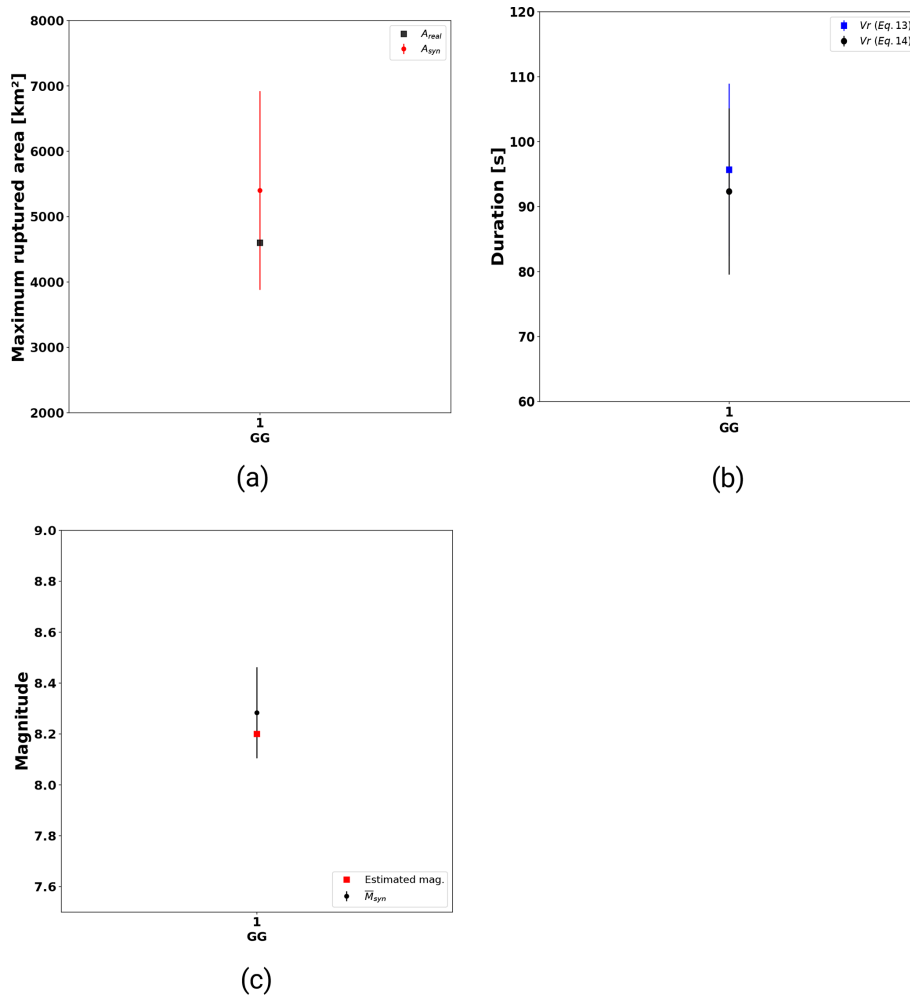 8000
7000
6000
5000
4000
3000
2000
Maximum ruptured area [km²]
A_real
A_syn
1
GG
(a)
120
110
100
90
80
70
60
Duration [s]
Vr (Eq. 13)
Vr (Eq. 14)
1
GG
(b)
9.0
8.8
8.6
8.4
8.2
8.0
7.8
7.6
Magnitude
Estimated mag.
M̅_syn
1
GG
(c)